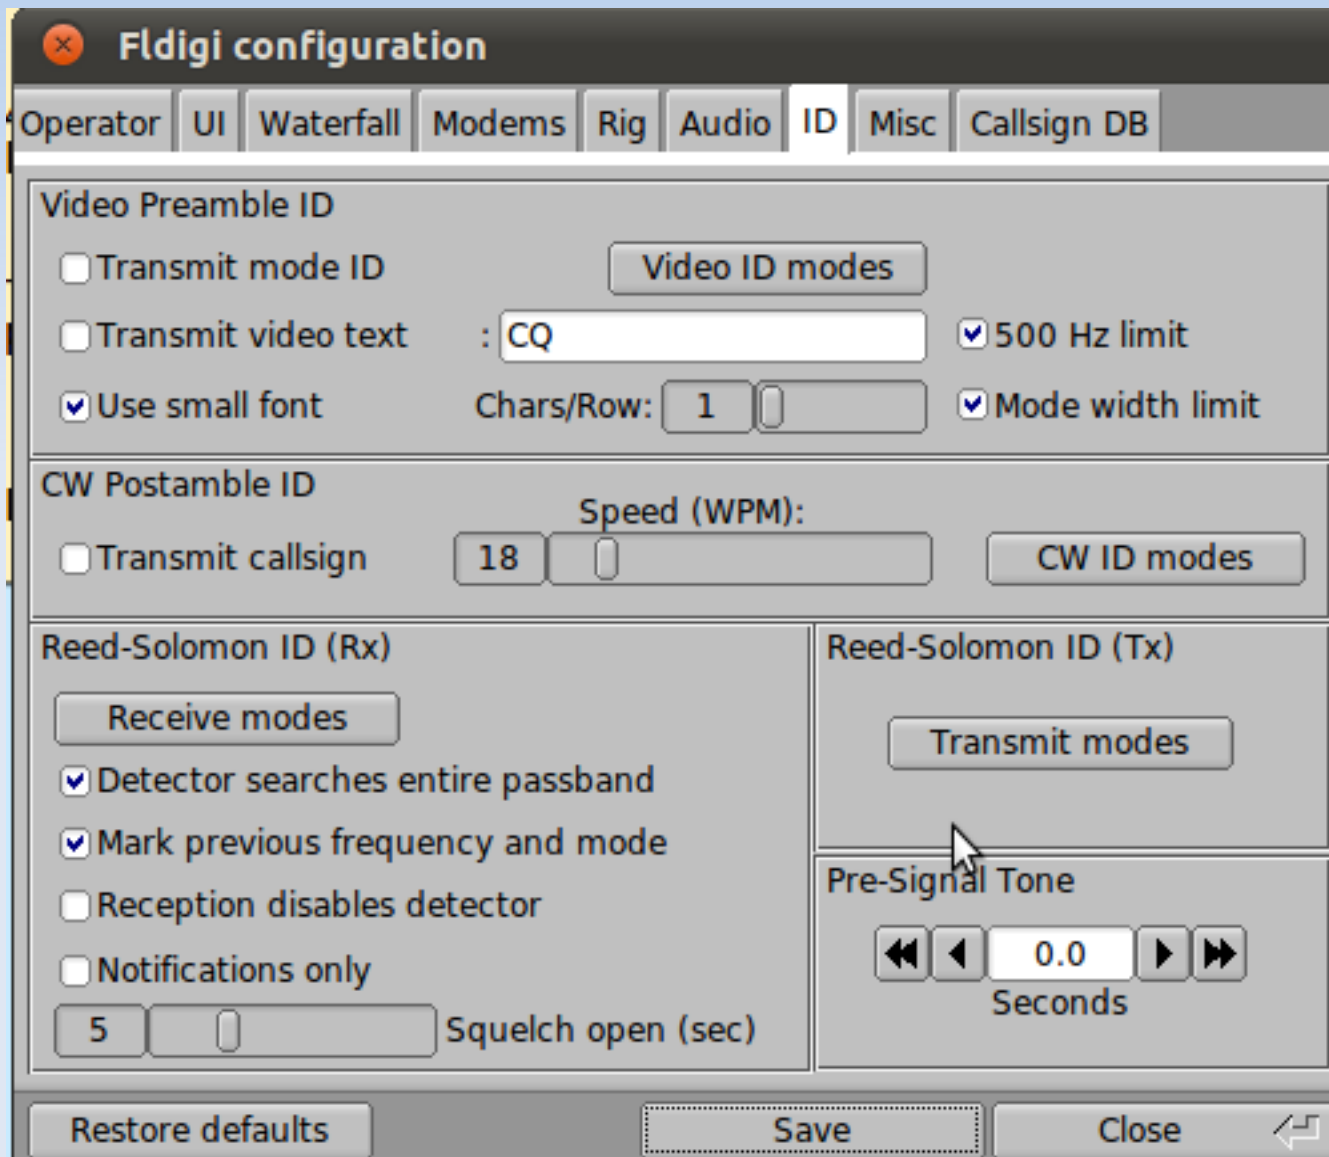 Fldigi configuration
Operator UI Waterfall Modems Rig Audio ID Misc Callsign DB
Video Preamble ID
Transmit mode ID Video ID modes
Transmit video text : CQ 500 Hz limit
Use small font Chars/Row: 1 Mode width limit
CW Postamble ID
Speed (WPM):
Transmit callsign 18 CW ID modes
Reed-Solomon ID (Rx)
Receive modes
Detector searches entire passband
Mark previous frequency and mode
Reception disables detector
Notifications only
5 Squelch open (sec)
Reed-Solomon ID (Tx)
Transmit modes
Pre-Signal Tone
0.0
Seconds
Restore defaults Save Close